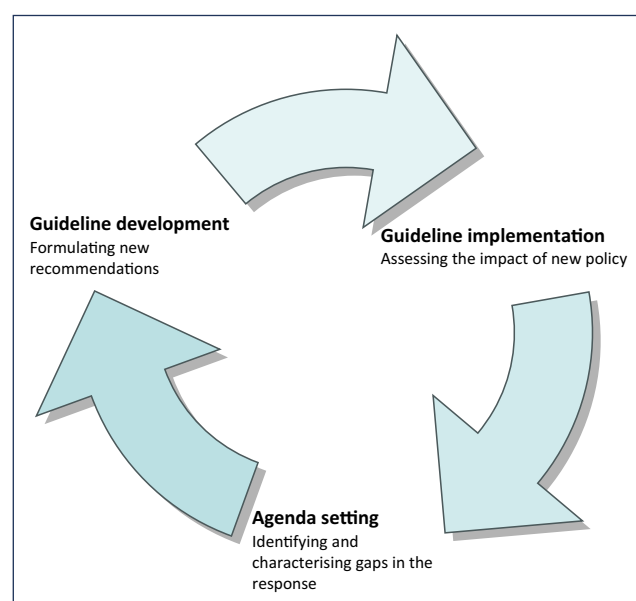 Guideline development
Formulating new
recommendations
Guideline implementation
Assessing the impact of new policy
Agenda setting
Identifying and
characterising gaps in the
response